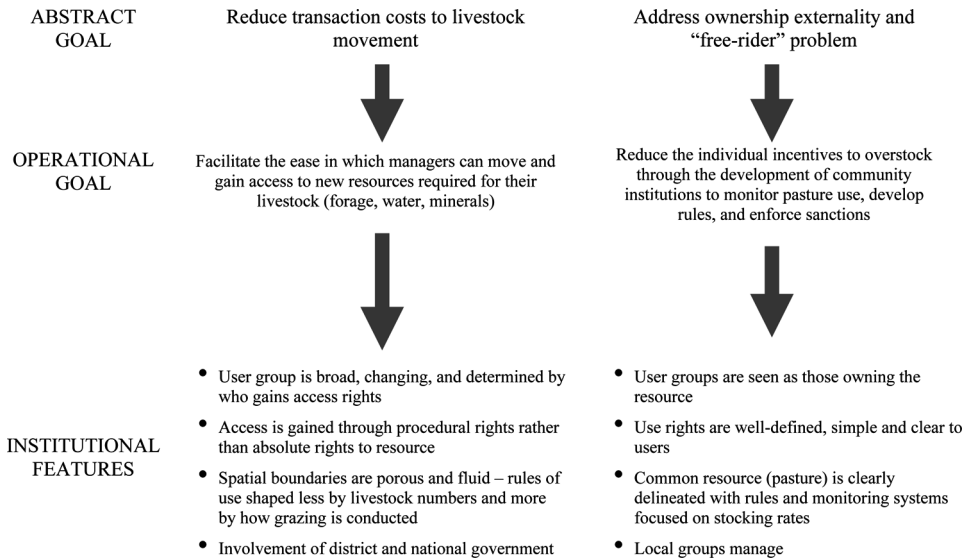 ABSTRACT
GOAL
Reduce transaction costs to livestock
movement
Address ownership externality and
“free-rider” problem
OPERATIONAL
GOAL
Facilitate the ease in which managers can move and
gain access to new resources required for their
livestock (forage, water, minerals)
Reduce the individual incentives to overstock
through the development of community
institutions to monitor pasture use, develop
rules, and enforce sanctions
INSTITUTIONAL
FEATURES
• User group is broad, changing, and determined by
who gains access rights
• Access is gained through procedural rights rather
than absolute rights to resource
• Spatial boundaries are porous and fluid – rules of
use shaped less by livestock numbers and more
by how grazing is conducted
• Involvement of district and national government
• User groups are seen as those owning the
resource
• Use rights are well-defined, simple and clear to
users
• Common resource (pasture) is clearly
delineated with rules and monitoring systems
focused on stocking rates
• Local groups manage